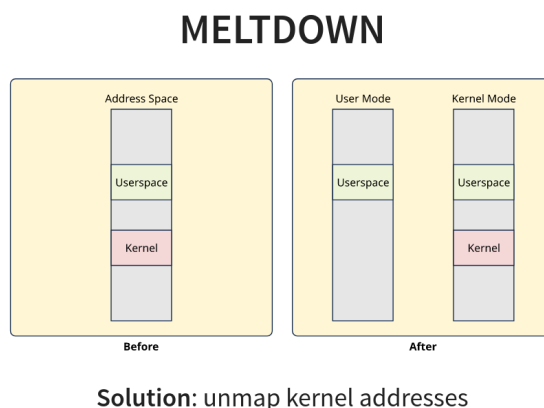 MELTDOWN
Address Space
Userspace
Kernel
Before
User Mode Kernel Mode
Userspace Userspace
Kernel
After
Solution: unmap kernel addresses